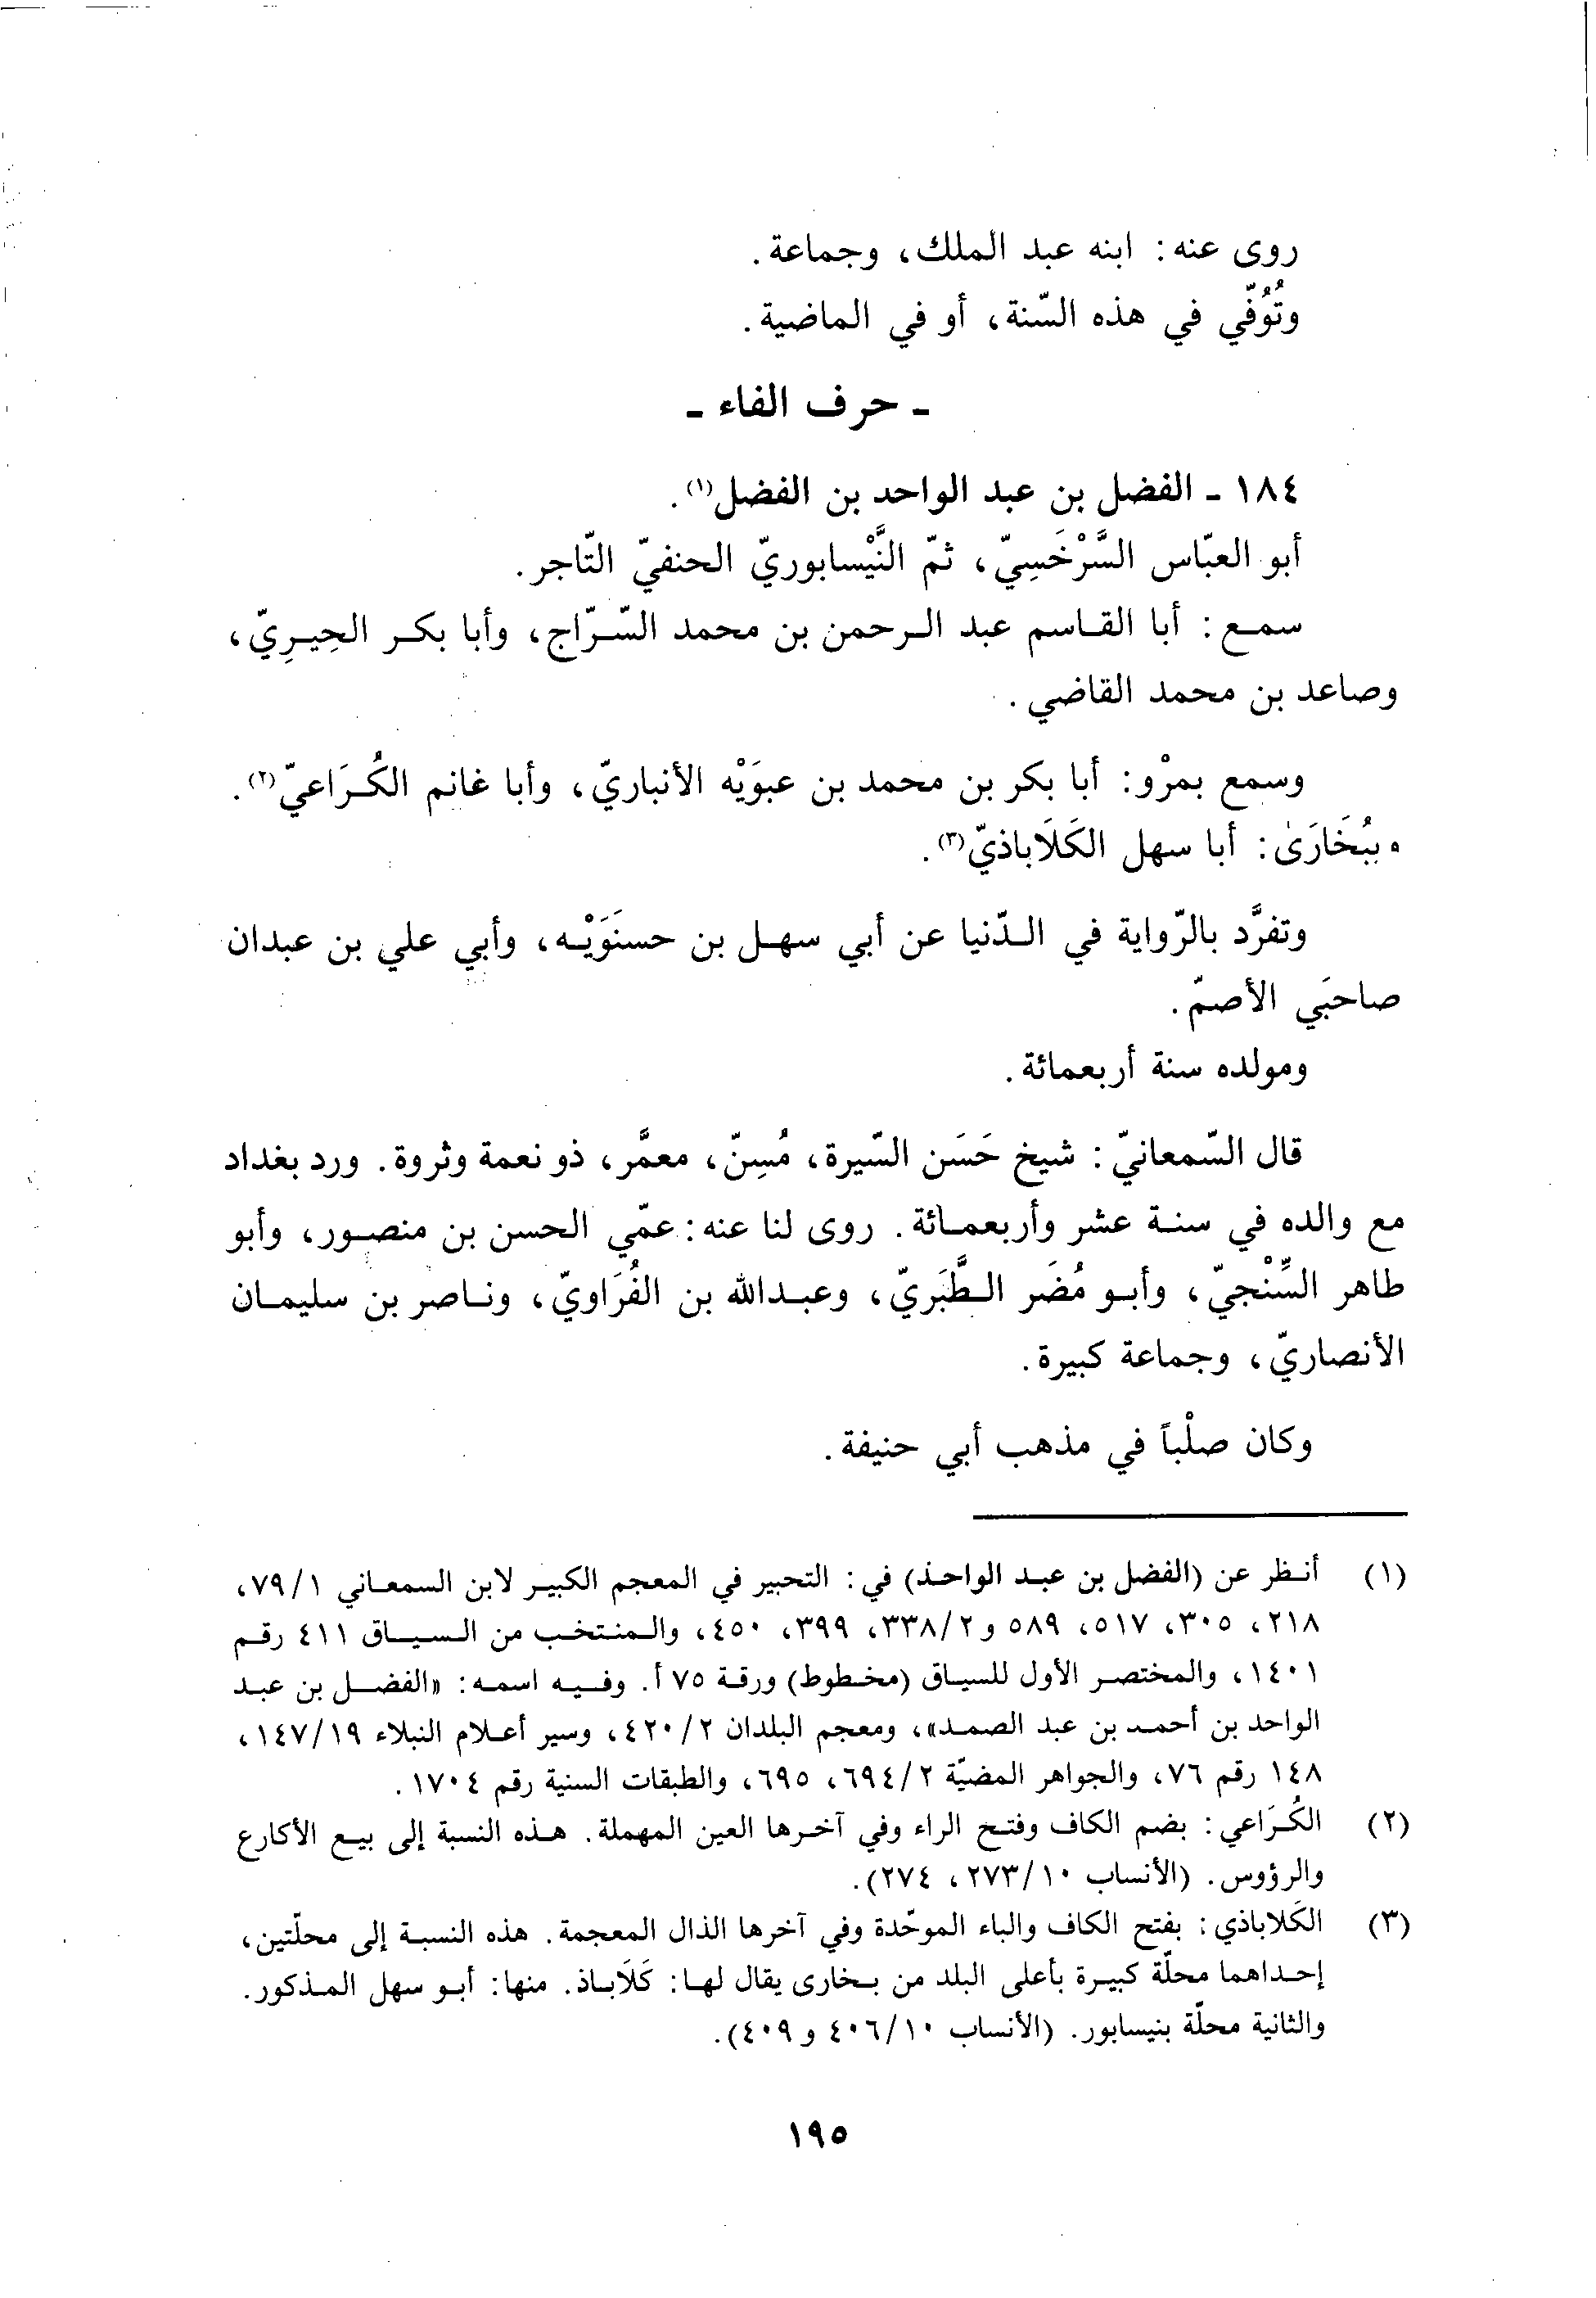 روى عنه: ابنه عبد الملك، وجماعة.
وتُوُفّي في هذه السّنة، أو في الماضية.
ـ حرف الفاء ـ
١٨٤ ـ الفضل بن عبد الواحد بن الفضل(١).
أبو العبّاس السَّرْخَسِيّ، ثمّ النَّيْسابوريّ الحنفيّ التّاجر.
سمع: أبا القاسم عبد الرحمن بن محمد السّرّاج، وأبا بكر الحِيرِيّ،
وصاعد بن محمد القاضي.
وسمع بمرْو: أبا بكر بن محمد بن عبوَيْه الأنباريّ، وأبا غانم الكُرَاعيّ(٢).
ه ببُخَارَىٰ: أبا سهل الكَلَاباذيّ(٣).
وتفرَّد بالرّواية في الدّنيا عن أبي سهل بن حسنَوَيْه، وأبي علي بن عبدان
صاحبَي الأصمّ.
ومولده سنة أربعمائة.
قال السّمعانيّ: شيخ حَسَن السّيرة، مُسِنّ، معمَّر، ذو نعمة وثروة. ورد بغداد
مع والده في سنة عشر وأربعمائة. روى لنا عنه: عمّي الحسن بن منصور، وأبو
طاهر السِّنْجيّ، وأبو مُضَر الطَّبَريّ، وعبدالله بن الفُرَاويّ، وناصر بن سليمان
الأنصاريّ، وجماعة كبيرة.
وكان صلْباً في مذهب أبي حنيفة.
(١) أنظر عن (الفضل بن عبد الواحذ) في: التحبير في المعجم الكبير لابن السمعاني ٧٩/١،
٢١٨، ٣٠٥، ٥١٧، ٥٨٩ و٣٣٨/٢، ٣٩٩، ٤٥٠، والمنتخب من السياق ٤١١ رقم
١٤٠١، والمختصر الأول للسياق (مخطوط) ورقة ٧٥ أ. وفيه اسمه: «الفضل بن عبد
الواحد بن أحمد بن عبد الصمد»، ومعجم البلدان ٤٢٠/٢، وسير أعلام النبلاء ١٤٧/١٩،
١٤٨ رقم ٧٦، والجواهر المضيّة ٦٩٤/٢، ٦٩٥، والطبقات السنية رقم ١٧٠٤.
(٢) الكُرَاعي: بضم الكاف وفتح الراء وفي آخرها العين المهملة. هذه النسبة إلى بيع الأكارع
والرؤوس. (الأنساب ٢٧٣/١٠، ٢٧٤).
(٣) الكَلاباذي: بفتح الكاف والباء الموحّدة وفي آخرها الذال المعجمة. هذه النسبة إلى محلّتين،
إحداهما محلّة كبيرة بأعلى البلد من بخارى يقال لها: كَلَاباذ. منها: أبو سهل المذكور.
والثانية محلّة بنيسابور. (الأنساب ٤٠٦/١٠ و٤٠٩).
١٩٥